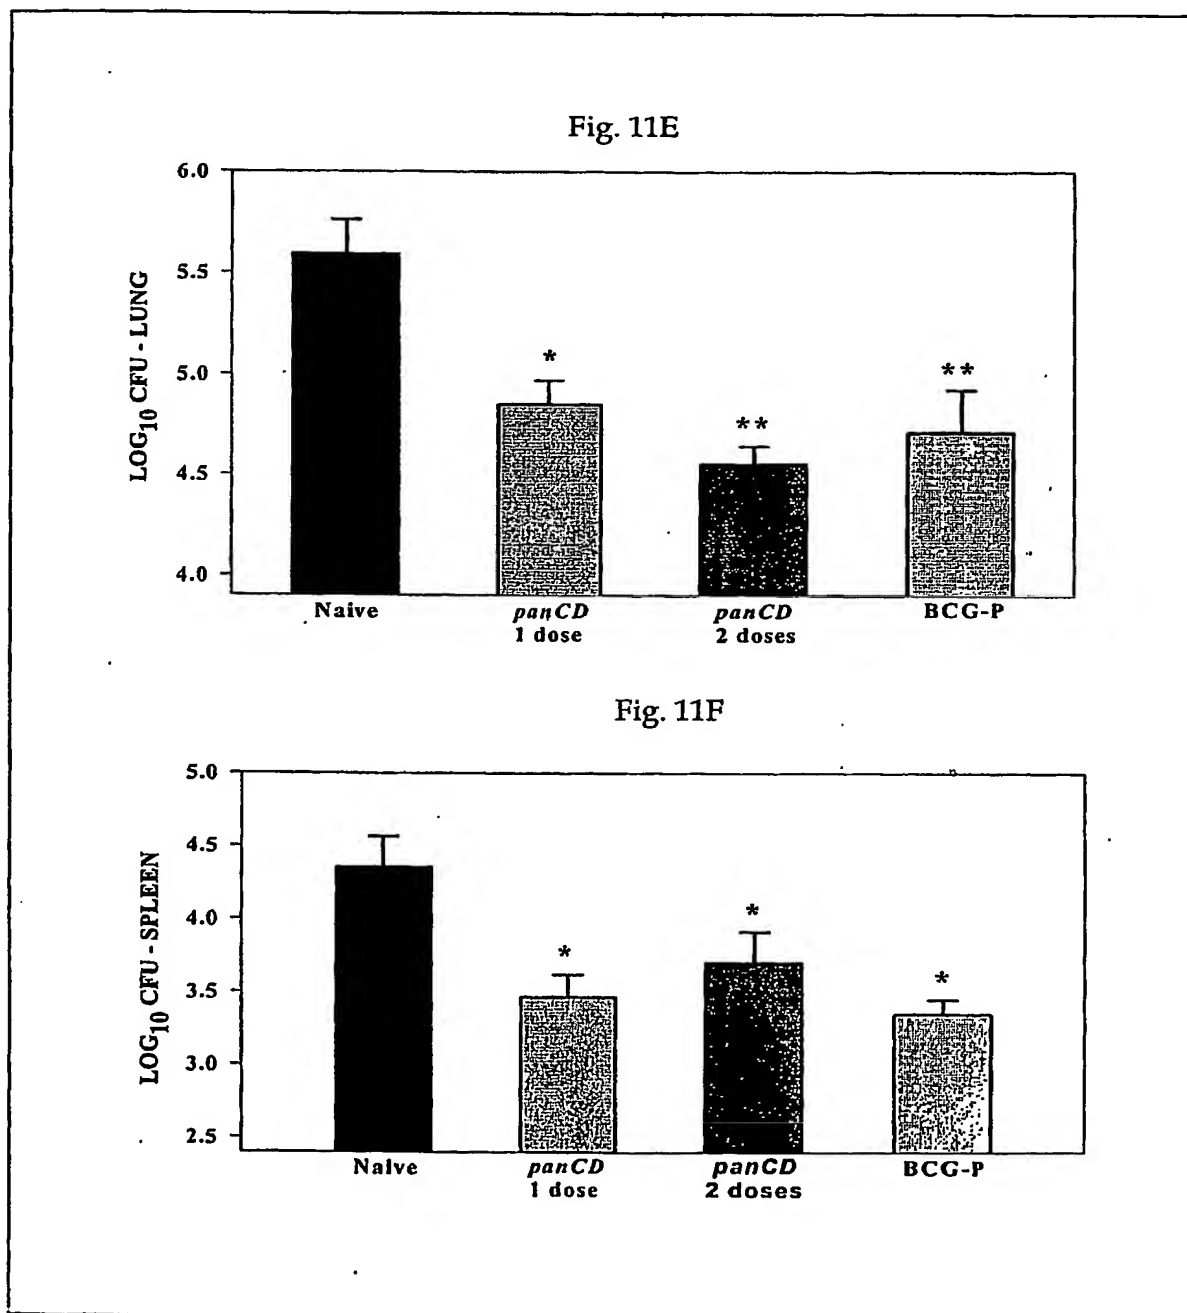 Fig. 11E
LOG10 CFU - LUNG
6.0
5.5
5.0
4.5
4.0
*
**
**
Naive
panCD
1 dose
panCD
2 doses
BCG-P
Fig. 11F
LOG10 CFU - SPLEEN
5.0
4.5
4.0
3.5
3.0
2.5
*
*
*
Naive
panCD
1 dose
panCD
2 doses
BCG-P